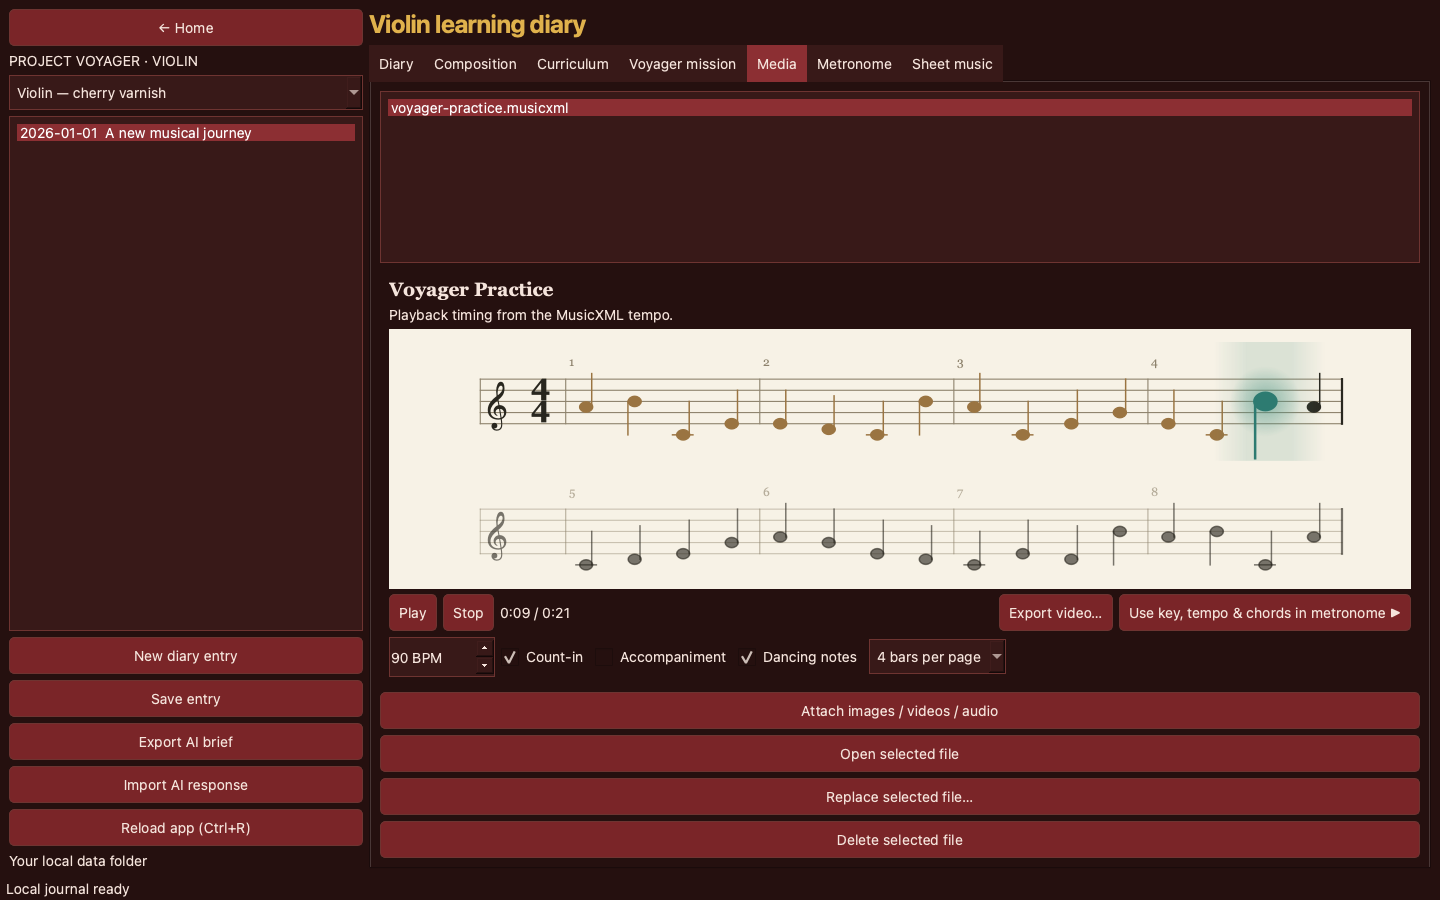 ← Home
PROJECT VOYAGER · VIOLIN
Violin — cherry varnish
2026-01-01 A new musical journey
New diary entry
Save entry
Export AI brief
Import AI response
Reload app (Ctrl+R)
Your local data folder
Local journal ready
Violin learning diary
Diary Composition Curriculum Voyager mission Media Metronome Sheet music
voyager-practice.musicxml
Voyager Practice
Playback timing from the MusicXML tempo.
1 2 3 4
4
4
5 6 7 8
Play Stop 0:09 / 0:21 Export video... Use key, tempo & chords in metronome ▶
90 BPM ✓ Count-in Accompaniment ✓ Dancing notes 4 bars per page
Attach images / videos / audio
Open selected file
Replace selected file...
Delete selected file